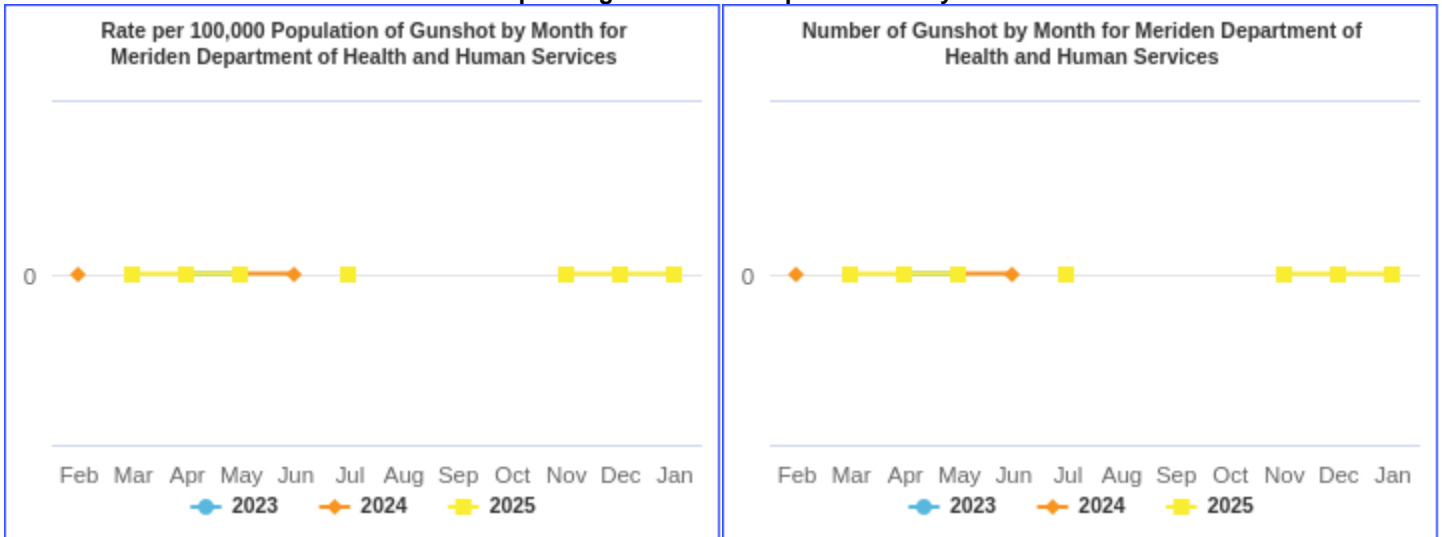 Rate per 100,000 Population of Gunshot by Month for
Meriden Department of Health and Human Services
0
Feb Mar Apr May Jun Jul Aug Sep Oct Nov Dec Jan
2023 2024 2025
Number of Gunshot by Month for Meriden Department of
Health and Human Services
0
Feb Mar Apr May Jun Jul Aug Sep Oct Nov Dec Jan
2023 2024 2025